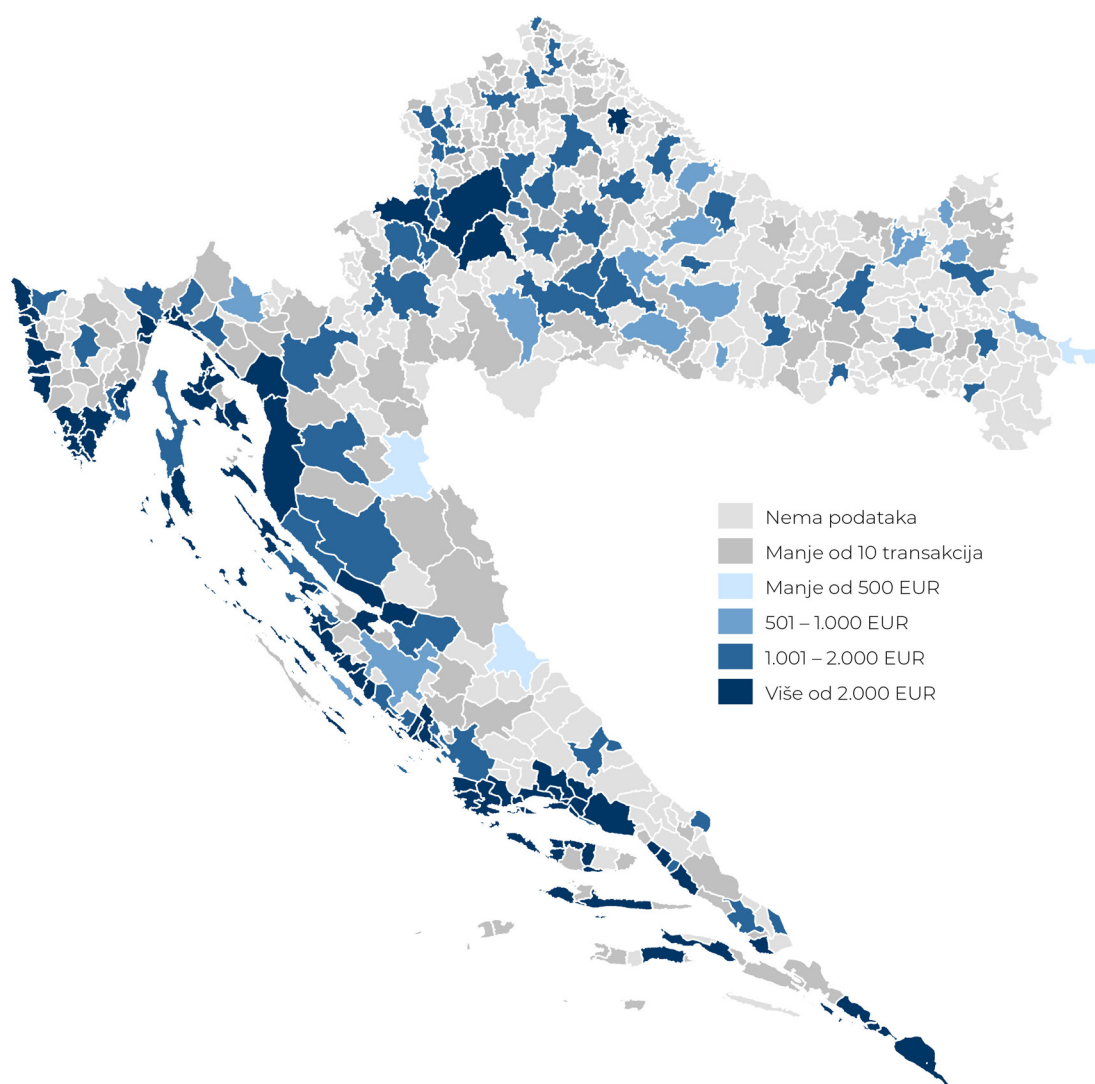 Nema podataka
Manje od 10 transakcija
Manje od 500 EUR
501 – 1.000 EUR
1.001 – 2.000 EUR
Više od 2.000 EUR